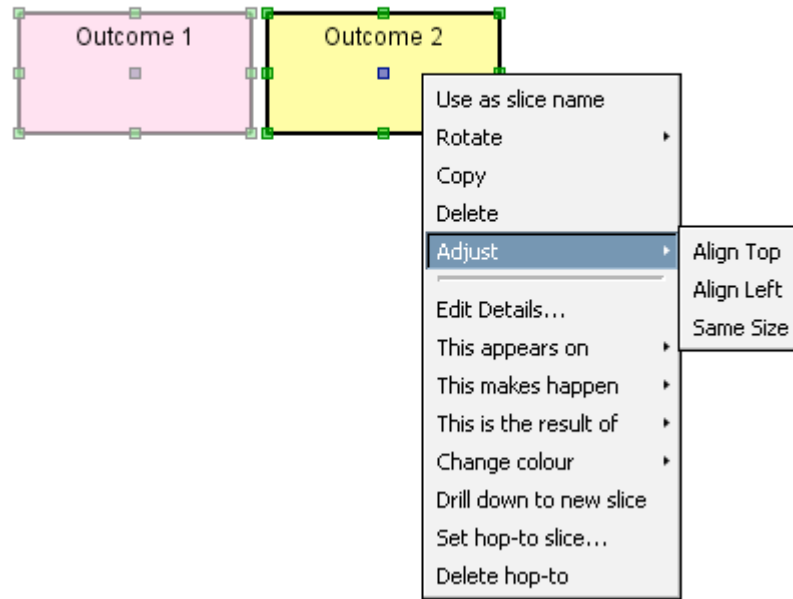 Outcome 1
Outcome 2
Use as slice name
Rotate
Copy
Delete
Adjust
Align Top
Align Left
Same Size
Edit Details...
This appears on
This makes happen
This is the result of
Change colour
Drill down to new slice
Set hop-to slice...
Delete hop-to